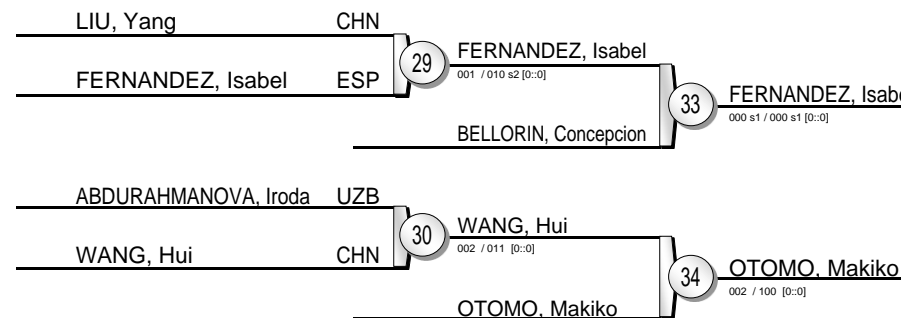 LIU, Yang CHN
FERNANDEZ, Isabel ESP
29
FERNANDEZ, Isabel
001 / 010 s2 [0::0]
BELLORIN, Concepcion
33
FERNANDEZ, Isabe
000 s1 / 000 s1 [0::0]
ABDURAHMANOVA, Iroda UZB
WANG, Hui CHN
30
WANG, Hui
002 / 011 [0::0]
OTOMO, Makiko
34
OTOMO, Makiko
002 / 100 [0::0]